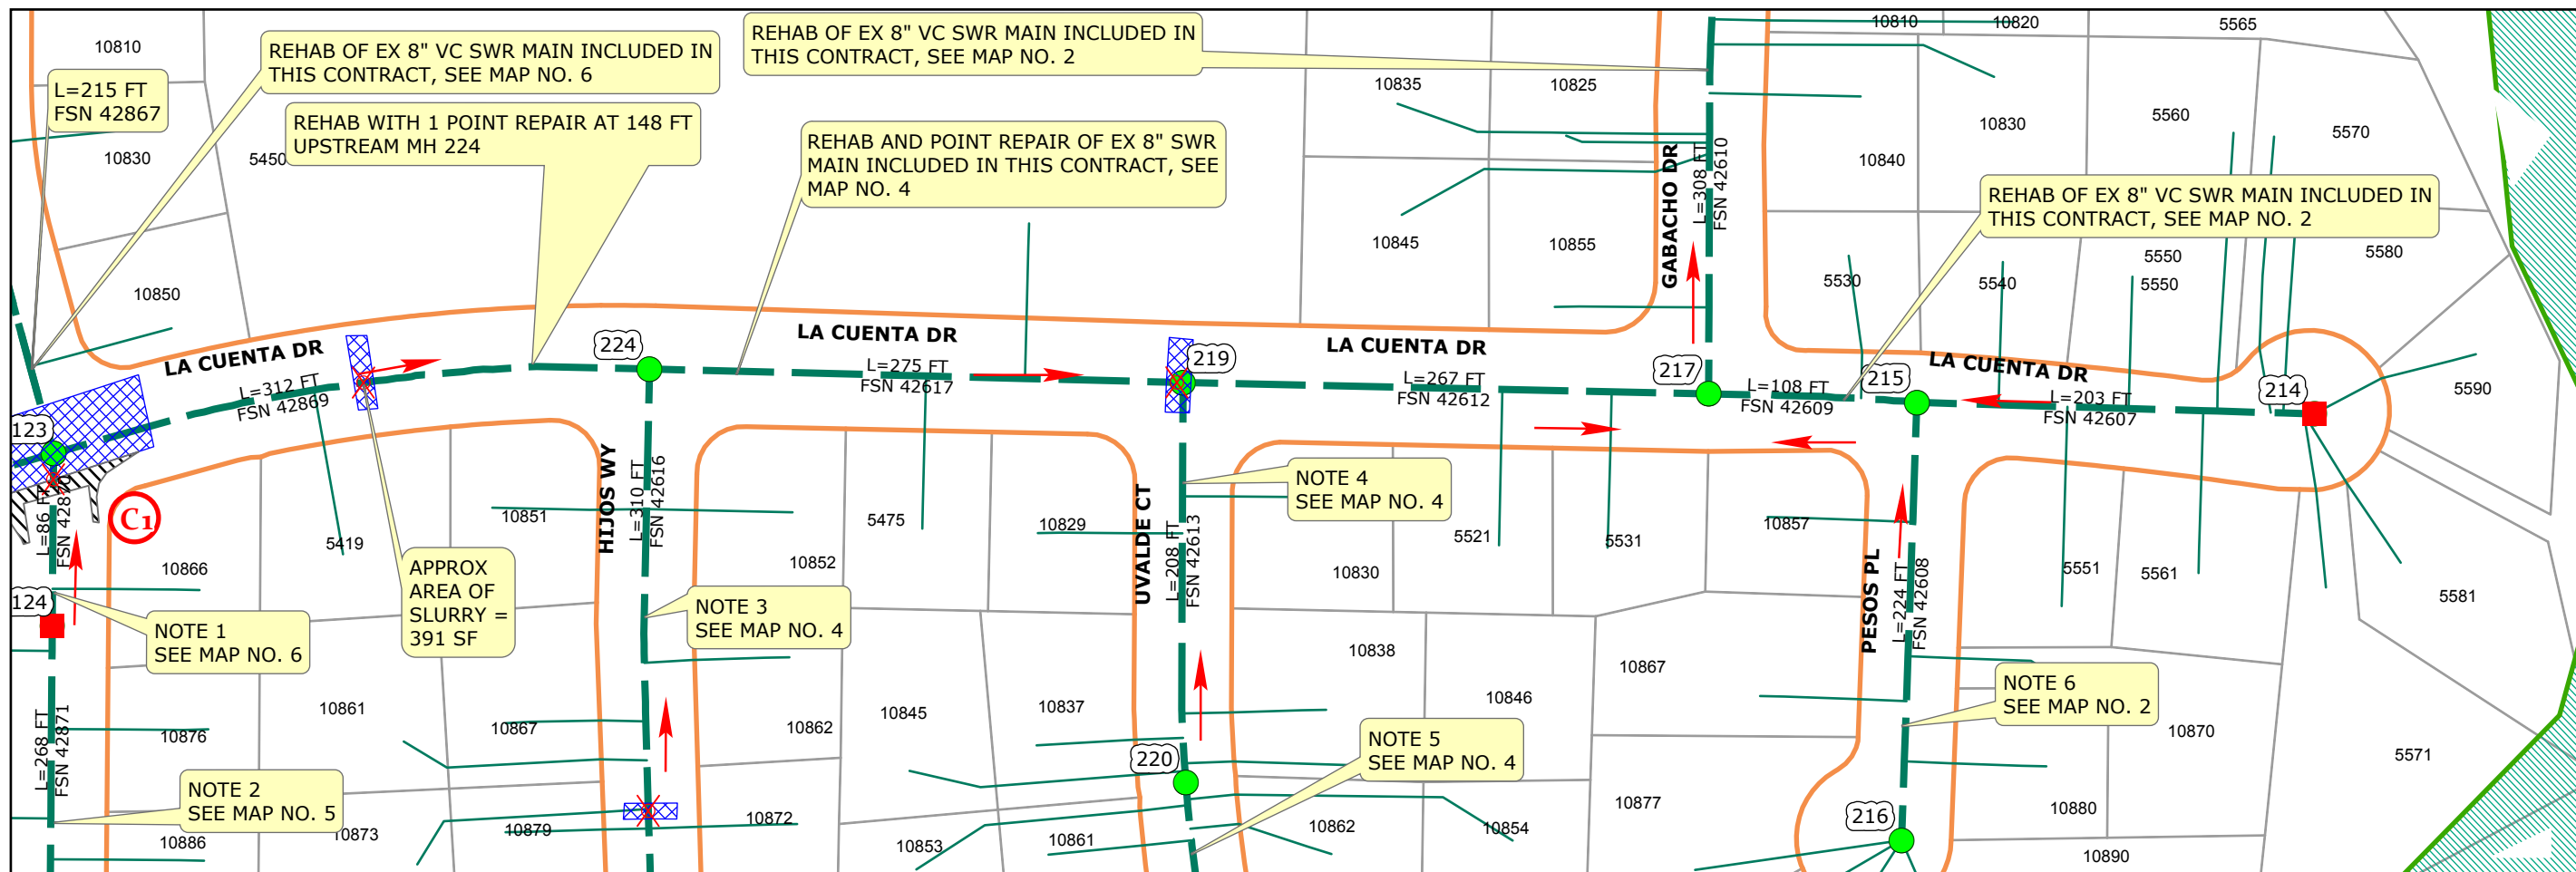 10810
L=215 FT
FSN 42867
REHAB OF EX 8" VC SWR MAIN INCLUDED IN
THIS CONTRACT, SEE MAP NO. 6
REHAB WITH 1 POINT REPAIR AT 148 FT
UPSTREAM MH 224
REHAB OF EX 8" VC SWR MAIN INCLUDED IN
THIS CONTRACT, SEE MAP NO. 2
REHAB AND POINT REPAIR OF EX 8" SWR
MAIN INCLUDED IN THIS CONTRACT, SEE
MAP NO. 4
REHAB OF EX 8" VC SWR MAIN INCLUDED IN
THIS CONTRACT, SEE MAP NO. 2
10830
5450
10850
10835
10825
10845
10855
GABACHO DR
L=308 FT
FSN 42610
10810
10820
5565
10830
10840
5560
5570
5530
5540
5550
5550
5580
5590
LA CUENTA DR
L=312 FT
FSN 42869
224
LA CUENTA DR
L=275 FT
FSN 42617
219
LA CUENTA DR
L=267 FT
FSN 42612
217
L=108 FT
FSN 42609
215
LA CUENTA DR
L=203 FT
FSN 42607
214
123
L=86 FT
FSN 42870
C1
124
10866
5419
10851
HIJOS WY
L=310 FT
FSN 42616
10852
5475
10829
UVALDE CT
L=208 FT
FSN 42613
NOTE 4
SEE MAP NO. 4
10830
5521
5531
10857
PESOS PL
L=224 FT
FSN 42608
5551
5561
5581
APPROX
AREA OF
SLURRY =
391 SF
NOTE 1
SEE MAP NO. 6
NOTE 3
SEE MAP NO. 4
L=268 FT
FSN 42871
10876
10861
10867
10862
10845
10837
10838
10846
10867
NOTE 6
SEE MAP NO. 2
10870
5571
NOTE 2
SEE MAP NO. 5
NOTE 5
SEE MAP NO. 4
220
216
10886
10873
10879
10872
10853
10861
10862
10854
10877
10880
10890